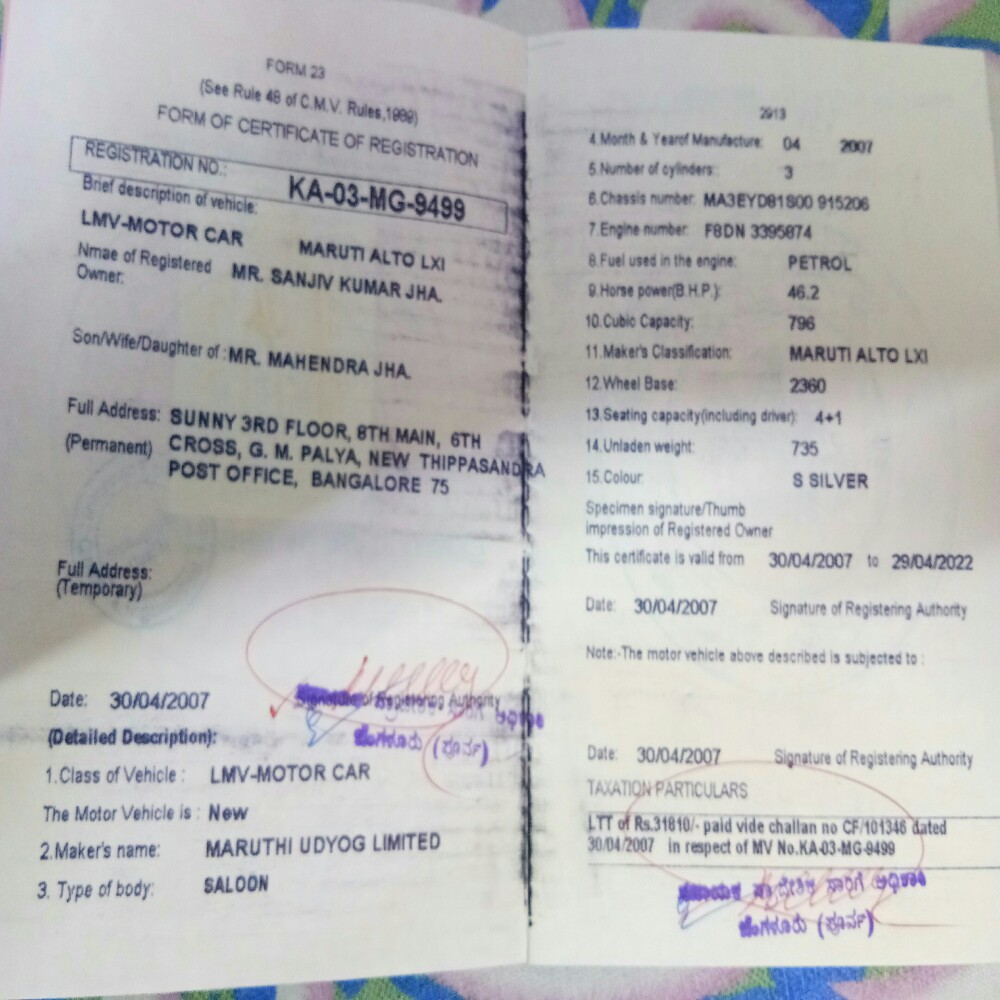 FORM 23
(See Rule 48 of C.M.V. Rules,1989)
FORM OF CERTIFICATE OF REGISTRATION
REGISTRATION NO.: KA-03-MG-9499
Brief description of vehicle:
LMV-MOTOR CAR MARUTI ALTO LXI
Nmae of Registered MR. SANJIV KUMAR JHA.
Owner:
Son/Wife/Daughter of : MR. MAHENDRA JHA.
Full Address: SUNNY 3RD FLOOR, 8TH MAIN, 6TH
(Permanent) CROSS, G. M. PALYA, NEW THIPPASANDRA
POST OFFICE, BANGALORE 75
Full Address:
(Temporary)
Date: 30/04/2007 Signature of Registering Authority
ಬೆಂಗಳೂರು (ಪೂರ್ವ)
(Detailed Description):
1.Class of Vehicle : LMV-MOTOR CAR
The Motor Vehicle is : New
2.Maker's name: MARUTHI UDYOG LIMITED
3. Type of body: SALOON
2913
4.Month & Yearof Manufacture: 04 2007
5.Number of cylinders: 3
6.Chassis number: MA3EYD81S00 915206
7.Engine number: F8DN 3395874
8.Fuel used in the engine: PETROL
9.Horse power(B.H.P.): 46.2
10.Cubic Capacity: 796
11.Maker's Classification: MARUTI ALTO LXI
12.Wheel Base: 2360
13.Seating capacity(including driver): 4+1
14.Unladen weight: 735
15.Colour: S SILVER
Specimen signature/Thumb
impression of Registered Owner
This certificate is valid from 30/04/2007 to 29/04/2022
Date: 30/04/2007 Signature of Registering Authority
Note:-The motor vehicle above described is subjected to :
Date: 30/04/2007 Signature of Registering Authority
TAXATION PARTICULARS
LTT of Rs.31810/- paid vide challan no CF/101346 dated
30/04/2007 in respect of MV No.KA-03-MG-9499
ಸಹಾಯಕ ಪ್ರಾದೇಶಿಕ ಸಾರಿಗೆ ಅಧಿಕಾರಿ
ಬೆಂಗಳೂರು (ಪೂರ್ವ)